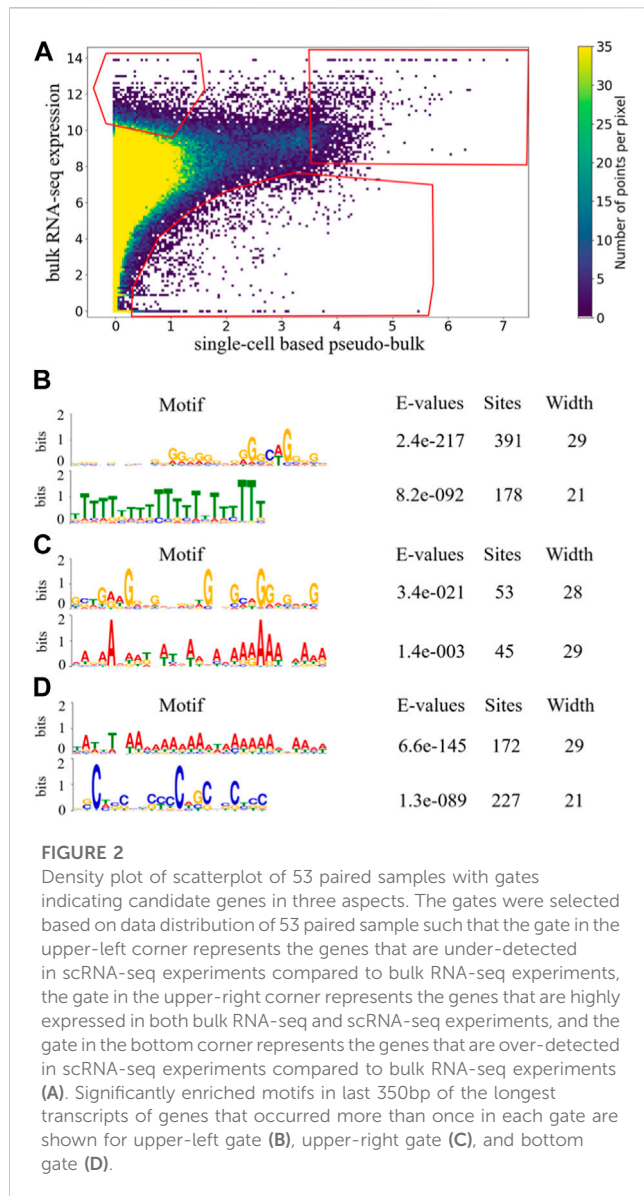 A
bulk RNA-seq expression
14
12
10
8
6
4
2
0
0 1 2 3 4 5 6 7
single-cell based pseudo-bulk
35
30
25
20
15
10
5
0
Number of points per pixel
B
Motif E-values Sites Width
bits 2 1 0
2.4e-217 391 29
bits 2 1 0
8.2e-092 178 21
C
Motif E-values Sites Width
bits 2 1 0
3.4e-021 53 28
bits 2 1 0
1.4e-003 45 29
D
Motif E-values Sites Width
bits 2 1 0
6.6e-145 172 29
bits 2 1 0
1.3e-089 227 21
FIGURE 2
Density plot of scatterplot of 53 paired samples with gates
indicating candidate genes in three aspects. The gates were selected
based on data distribution of 53 paired sample such that the gate in the
upper-left corner represents the genes that are under-detected
in scRNA-seq experiments compared to bulk RNA-seq experiments,
the gate in the upper-right corner represents the genes that are highly
expressed in both bulk RNA-seq and scRNA-seq experiments, and the
gate in the bottom corner represents the genes that are over-detected
in scRNA-seq experiments compared to bulk RNA-seq experiments
(A). Significantly enriched motifs in last 350bp of the longest
transcripts of genes that occurred more than once in each gate are
shown for upper-left gate (B), upper-right gate (C), and bottom
gate (D).